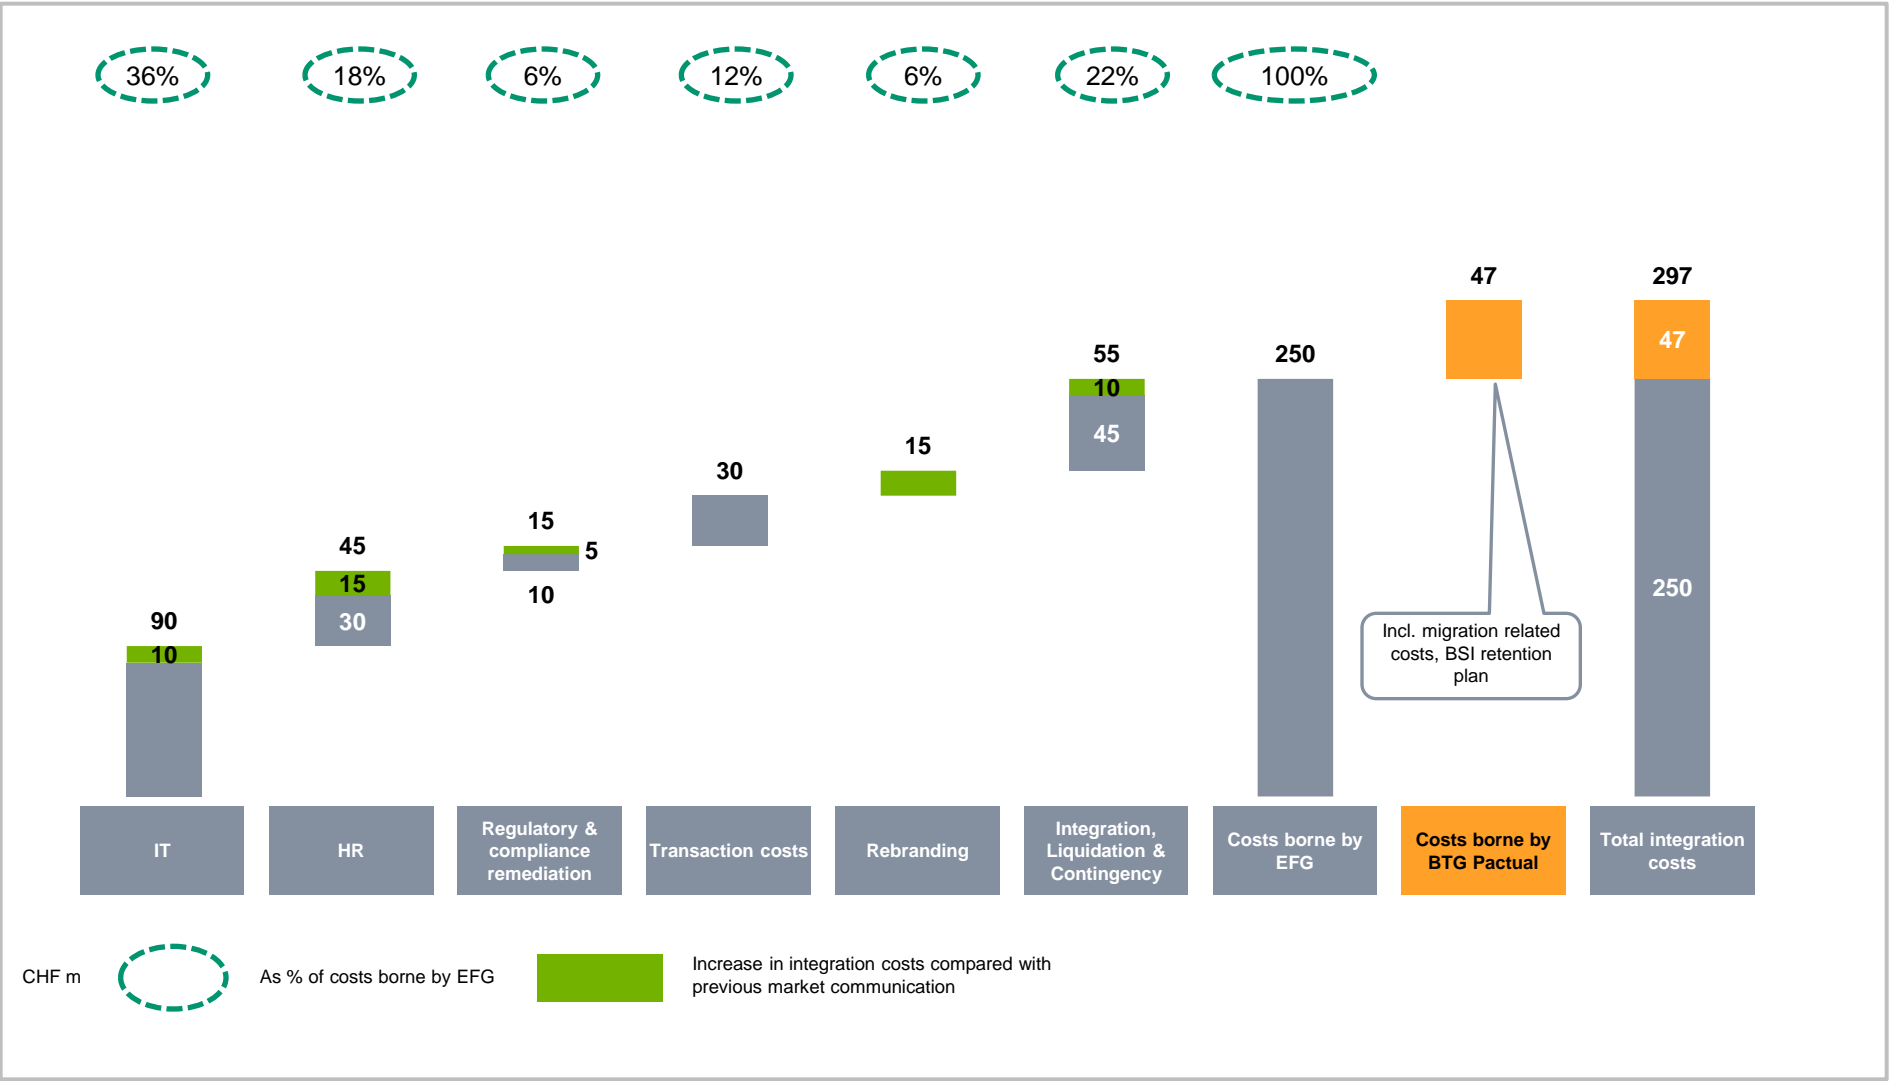 36%
18%
6%
12%
6%
22%
100%
47
297
47
55
250
10
45
15
30
15
5
10
45
15
30
90
10
250
Incl. migration related
costs, BSI retention
plan
IT
HR
Regulatory &
compliance
remediation
Transaction costs
Rebranding
Integration,
Liquidation &
Contingency
Costs borne by
EFG
Costs borne by
BTG Pactual
Total integration
costs
CHF m
As % of costs borne by EFG
Increase in integration costs compared with
previous market communication